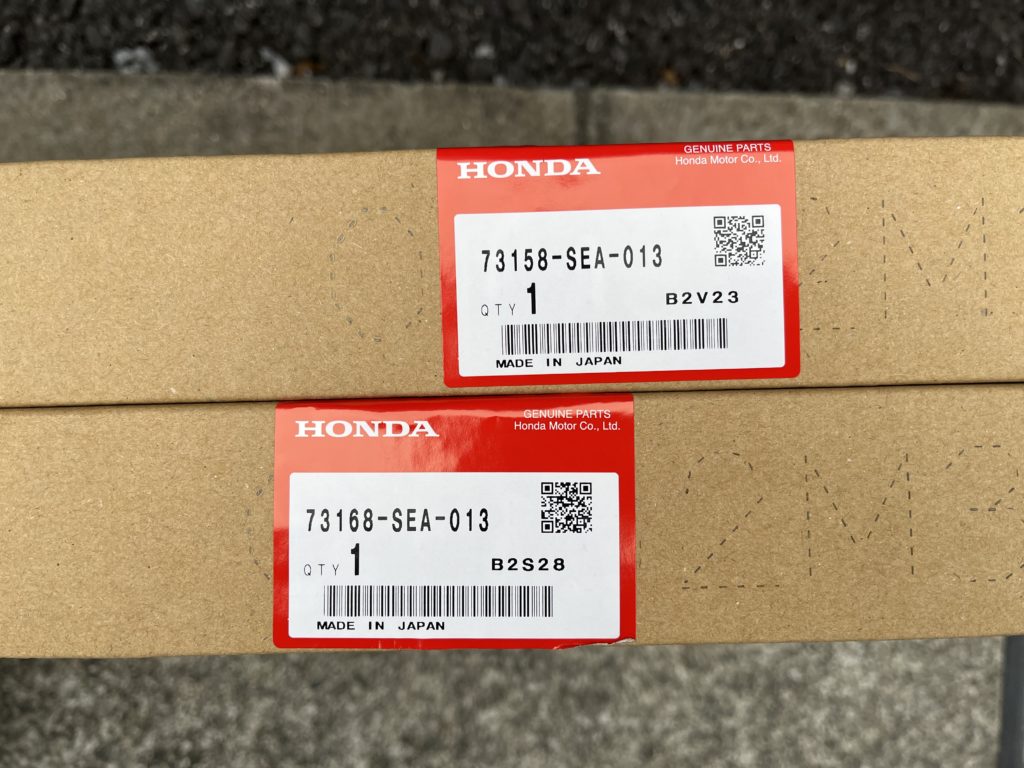 HONDA
GENUINE PARTS
Honda Motor Co., Ltd.
73158-SEA-013
QTY 1
B2V23
MADE IN JAPAN
HONDA
GENUINE PARTS
Honda Motor Co., Ltd.
73168-SEA-013
QTY 1
B2S28
MADE IN JAPAN